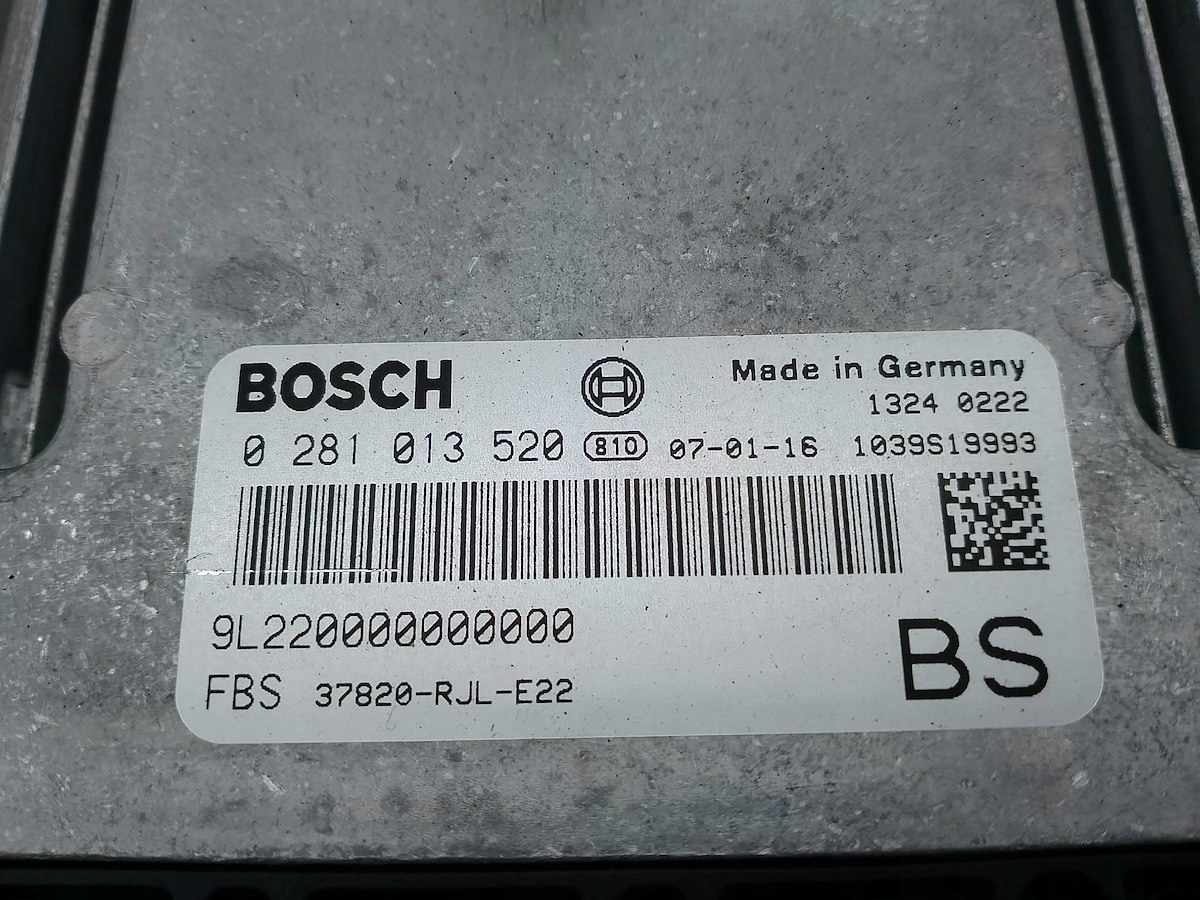 BOSCH
Made in Germany
1324 0222
0 281 013 520 810 07-01-16 1039S19993
9L220000000000
FBS 37820-RJL-E22
BS